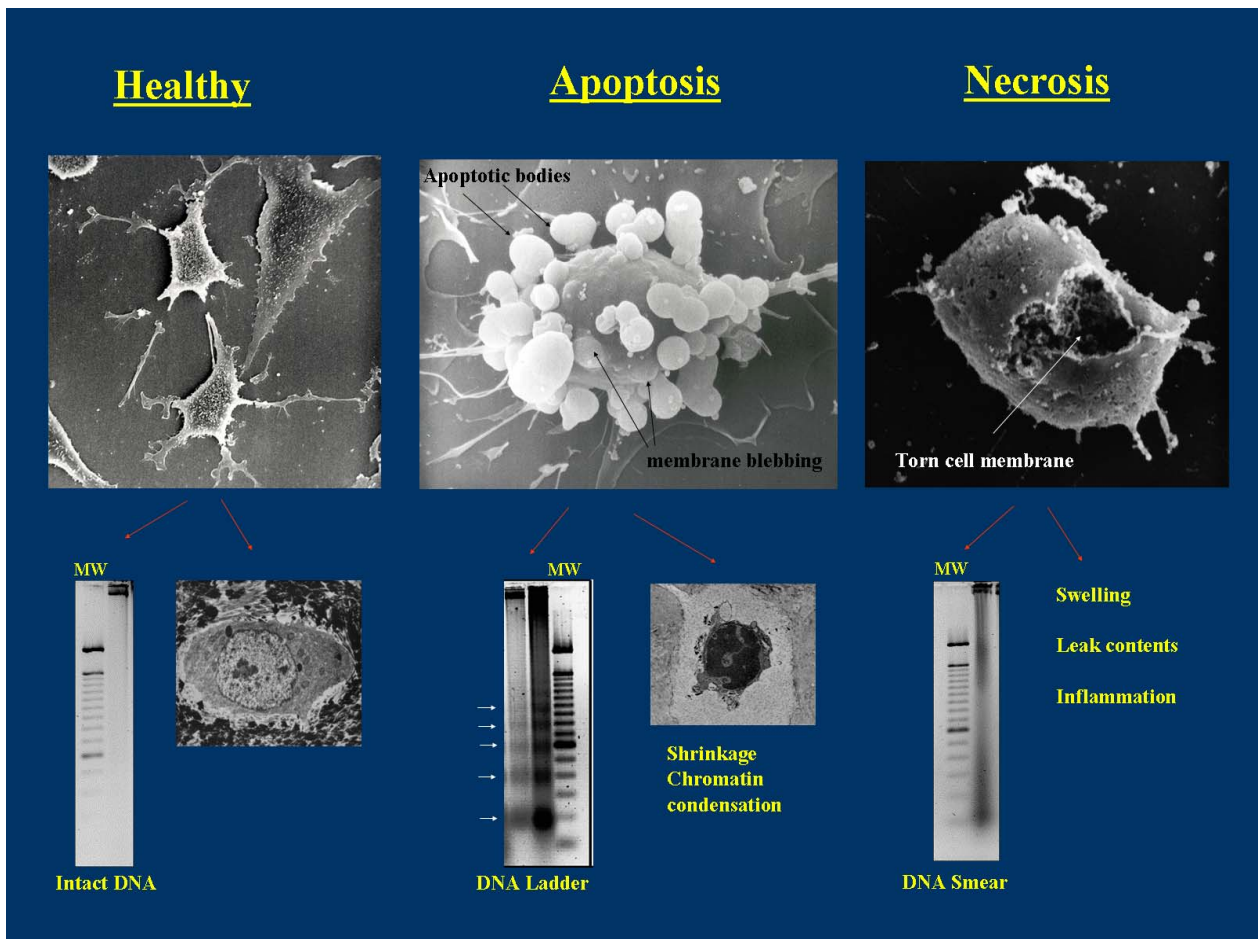 Healthy
Apoptosis
Necrosis
Apoptotic bodies
membrane blebbing
Torn cell membrane
MW
Intact DNA
MW
DNA Ladder
Shrinkage
Chromatin
condensation
MW
DNA Smear
Swelling
Leak contents
Inflammation